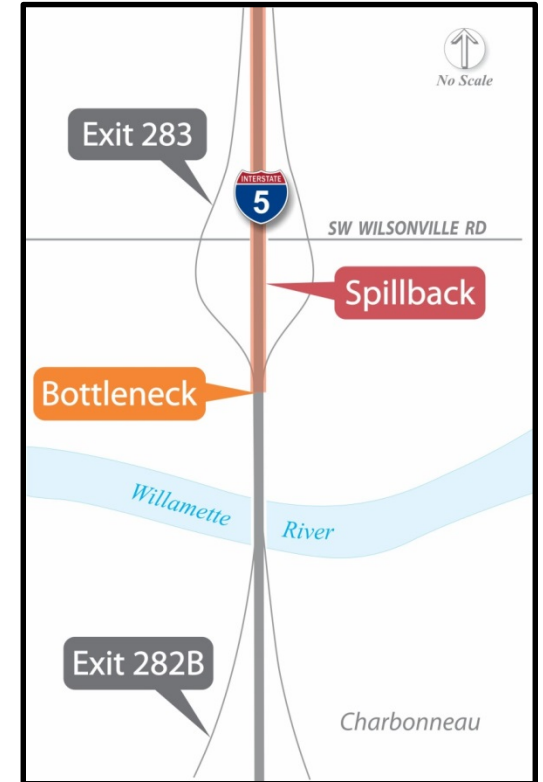 No Scale
Exit 283
INTERSTATE
5
SW WILSONVILLE RD
Spillback
Bottleneck
Willamette River
Exit 282B
Charbonneau